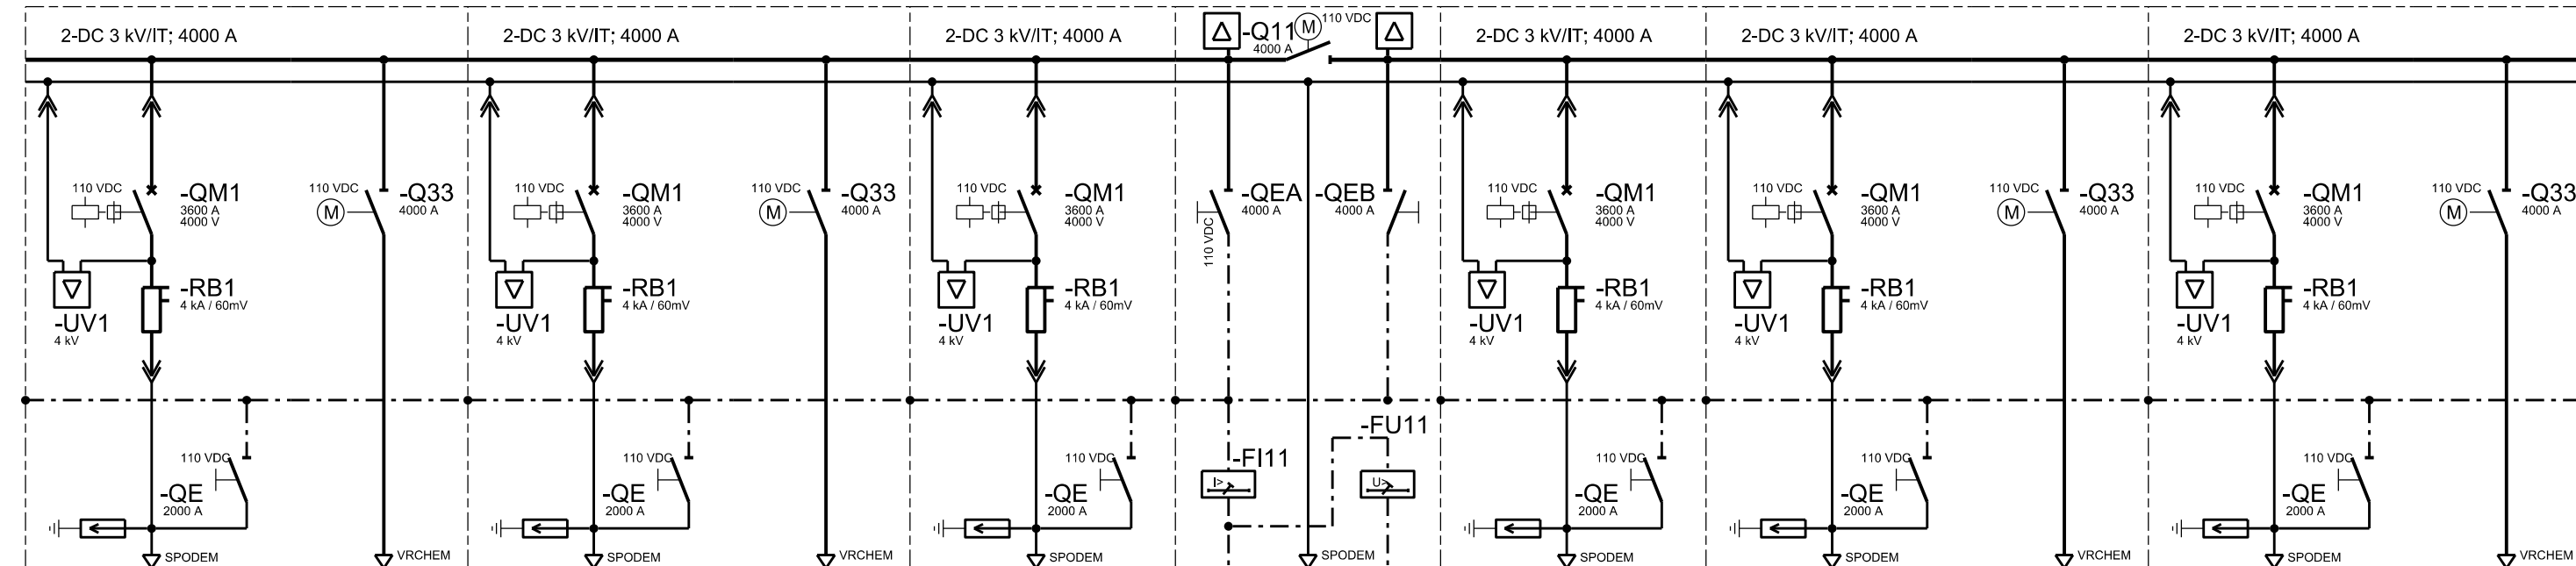 2-DC 3 kV/IT; 4000 A
110 VDC
-QM1
3600 A
4000 V
-UV1
4 kV
-RB1
4 kA / 60mV
110 VDC
-QE
2000 A
SPODEM
110 VDC
M
-Q33
4000 A
VRCHEM
2-DC 3 kV/IT; 4000 A
110 VDC
-QM1
3600 A
4000 V
-UV1
4 kV
-RB1
4 kA / 60mV
110 VDC
-QE
2000 A
SPODEM
110 VDC
M
-Q33
4000 A
VRCHEM
2-DC 3 kV/IT; 4000 A
110 VDC
-QM1
3600 A
4000 V
-UV1
4 kV
-RB1
4 kA / 60mV
110 VDC
-QE
2000 A
SPODEM
-Q11
4000 A
M
110 VDC
-QEA
4000 A
110 VDC
-QEB
4000 A
-FI11
I>
-FU11
U>
SPODEM
2-DC 3 kV/IT; 4000 A
110 VDC
-QM1
3600 A
4000 V
-UV1
4 kV
-RB1
4 kA / 60mV
110 VDC
-QE
2000 A
SPODEM
2-DC 3 kV/IT; 4000 A
110 VDC
-QM1
3600 A
4000 V
-UV1
4 kV
-RB1
4 kA / 60mV
110 VDC
-QE
2000 A
SPODEM
110 VDC
M
-Q33
4000 A
VRCHEM
2-DC 3 kV/IT; 4000 A
110 VDC
-QM1
3600 A
4000 V
-UV1
4 kV
-RB1
4 kA / 60mV
110 VDC
-QE
2000 A
SPODEM
110 VDC
M
-Q33
4000 A
VRCHEM